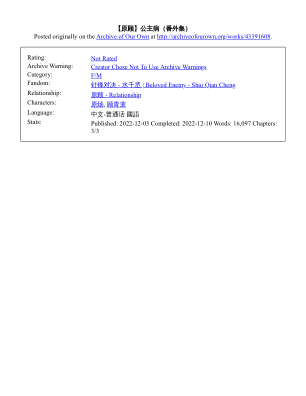 【原顾】公主病（番外集）
Posted originally on the Archive of Our Own at http://archiveofourown.org/works/43391608.
Rating: Not Rated
Archive Warning: Creator Chose Not To Use Archive Warnings
Category: F/M
Fandom: 针锋对决 - 水千丞 | Beloved Enemy - Shui Qian Cheng
Relationship: 原顾 - Relationship
Characters: 原炀, 顾青裴
Language: 中文-普通话 國語
Stats: Published: 2022-12-03 Completed: 2022-12-10 Words: 16,097 Chapters:
3/3